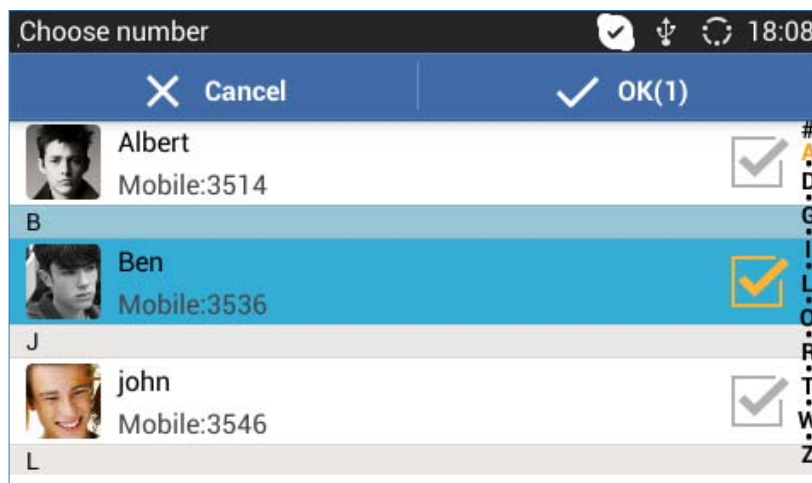 Choose number
18:08
Cancel
OK(1)
Albert
Mobile:3514
B
Ben
Mobile:3536
J
john
Mobile:3546
L
#
A
D
G
I
L
O
R
T
W
Z